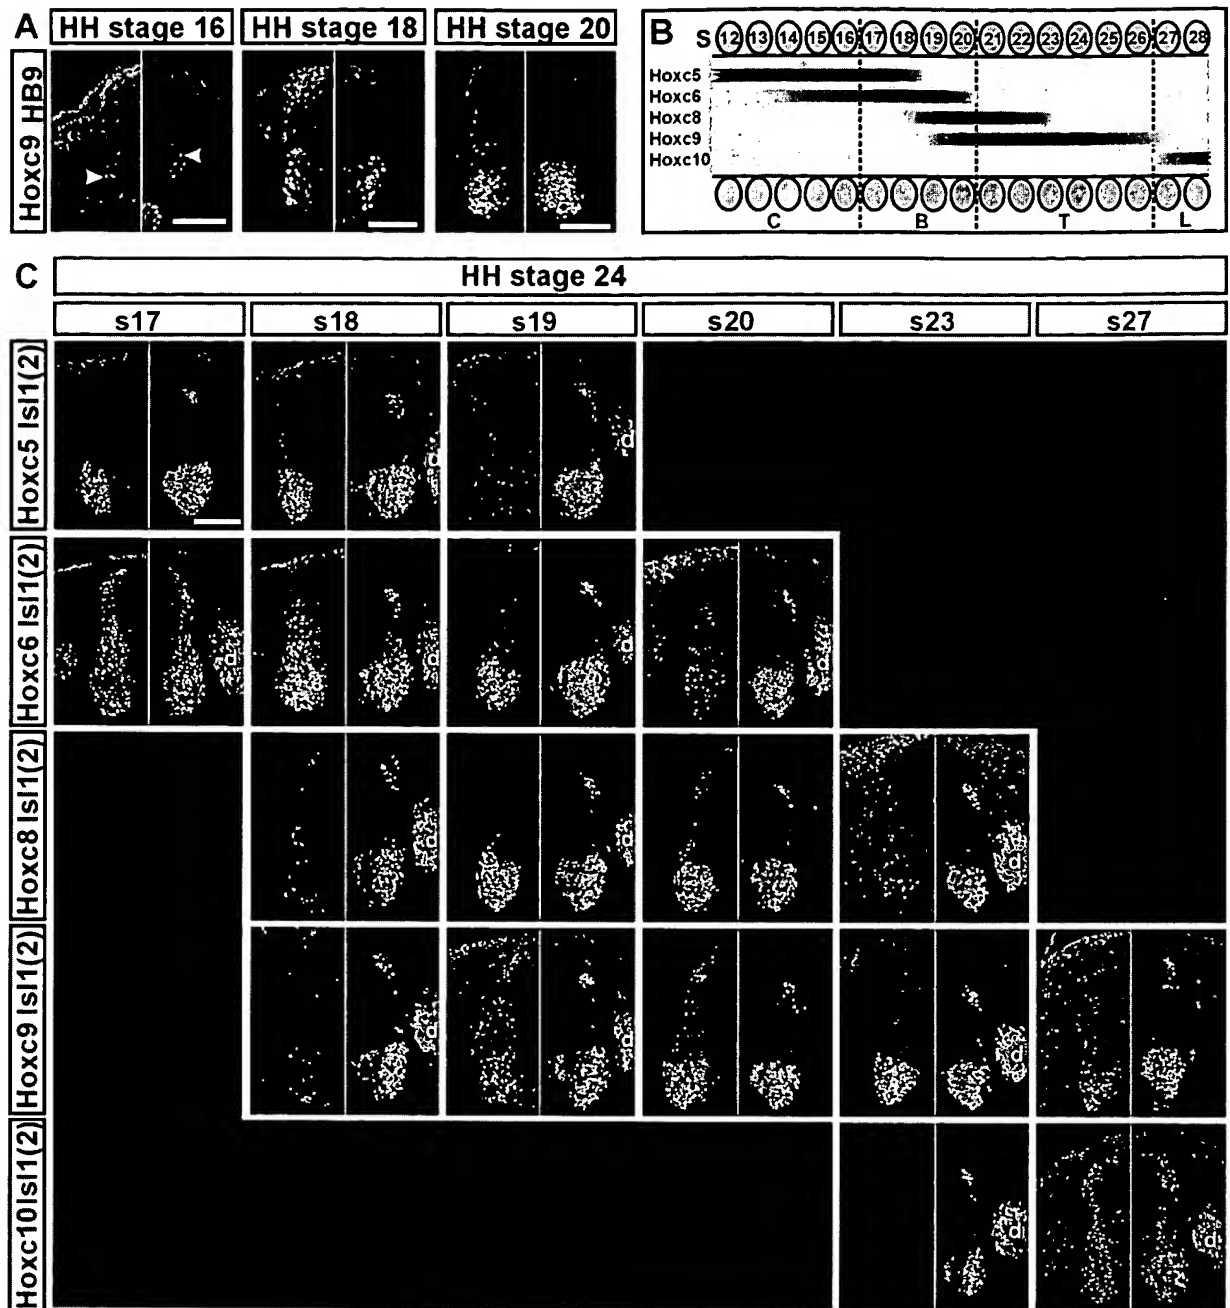 A
HH stage 16
HH stage 18
HH stage 20
Hoxc9 HB9
B
S 12 13 14 15 16 17 18 19 20 21 22 23 24 25 26 27 28
Hoxc5
Hoxc6
Hoxc8
Hoxc9
Hoxc10
C B T L
C
HH stage 24
s17 s18 s19 s20 s23 s27
Hoxc5 Isl1(2)
d
d
Hoxc6 Isl1(2)
d
d
d
d
Hoxc8 Isl1(2)
d
d
d
Hoxc9 Isl1(2)
d
d
d
Hoxc10 Isl1(2)
d
d